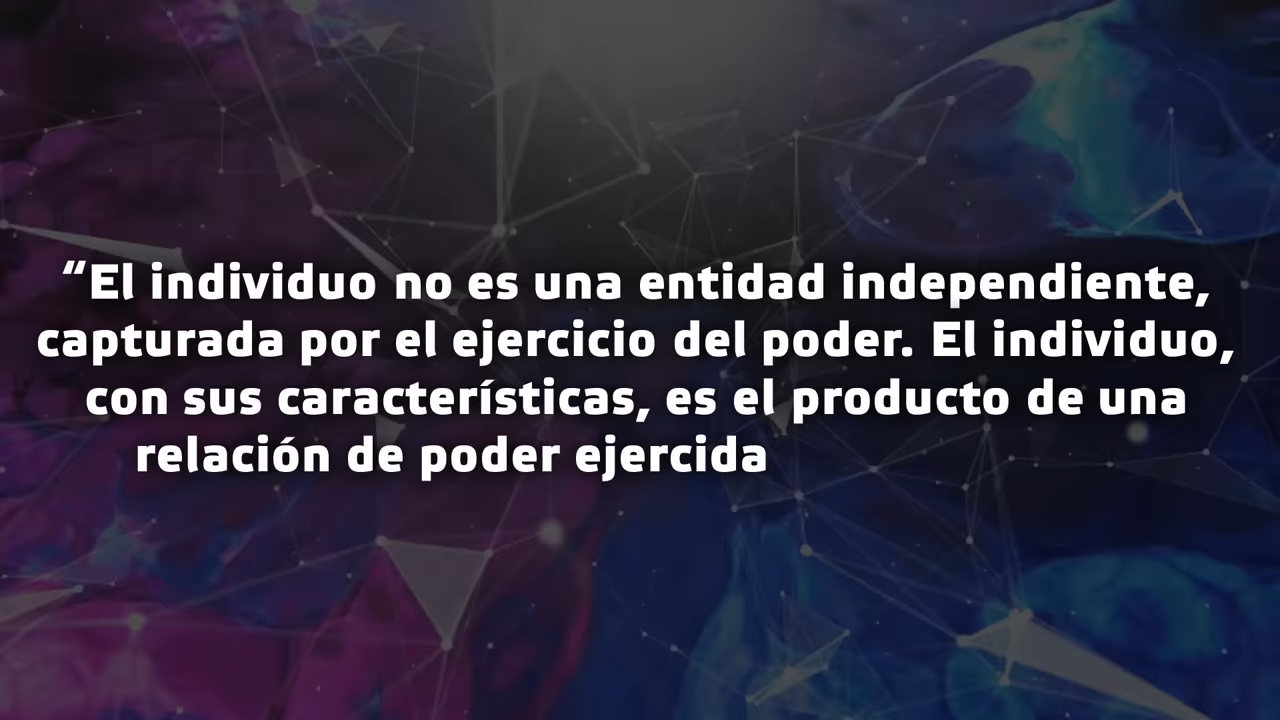 “El individuo no es una entidad independiente,
capturada por el ejercicio del poder. El individuo,
con sus características, es el producto de una
relación de poder ejercida